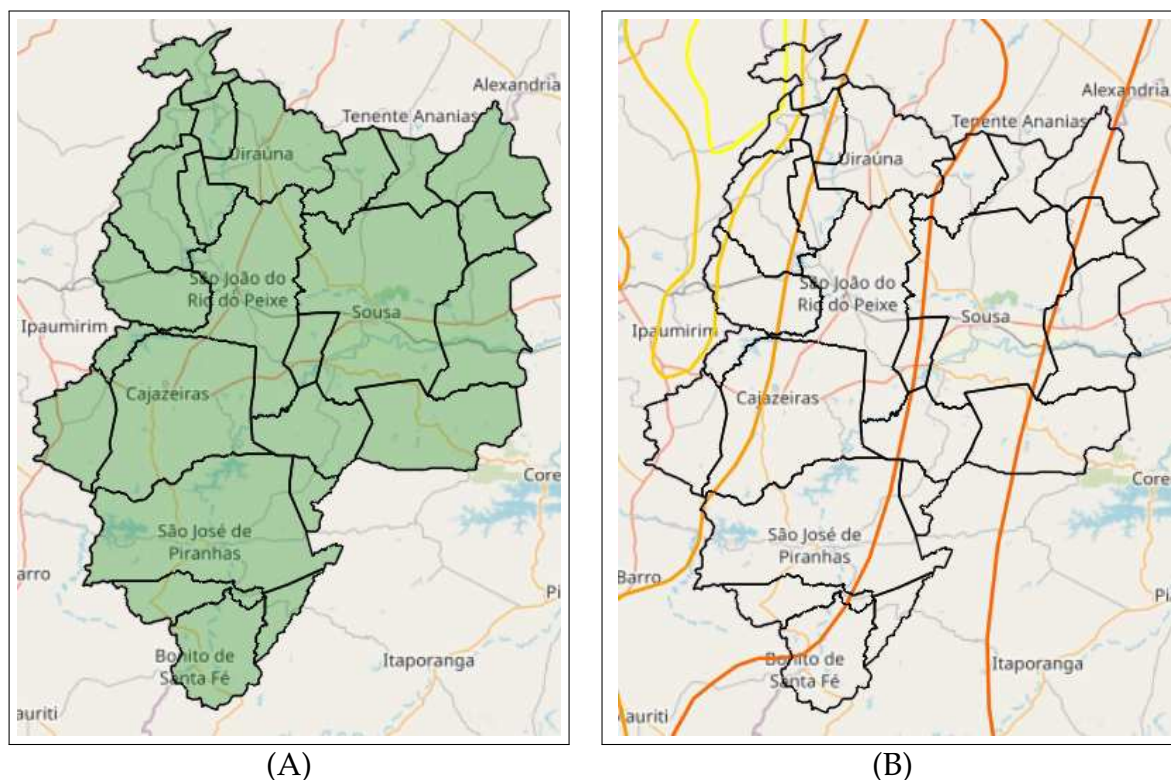 Alexandria
Tenente Ananias
Uiraúna
São João do
Rio do Peixe
Sousa
Ipaumirim
Cajazeiras
Core
São José de
Piranhas
arro
Pi
Bonito de
Santa Fé
Itaporanga
auriti
(A)
Alexandria
Tenente Ananias
Uiraúna
São João do
Rio do Peixe
Sousa
Ipaumirim
Cajazeiras
Core
São José de
Piranhas
Barro
Pi
Bonito de
Santa Fé
Itaporanga
auriti
(B)